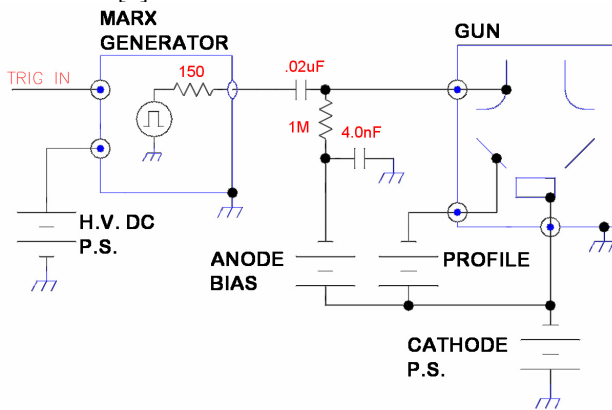 MARX
GENERATOR
GUN
TRIG IN
150
.02uF
1M
4.0nF
H.V. DC
P.S.
ANODE
BIAS
PROFILE
CATHODE
P.S.